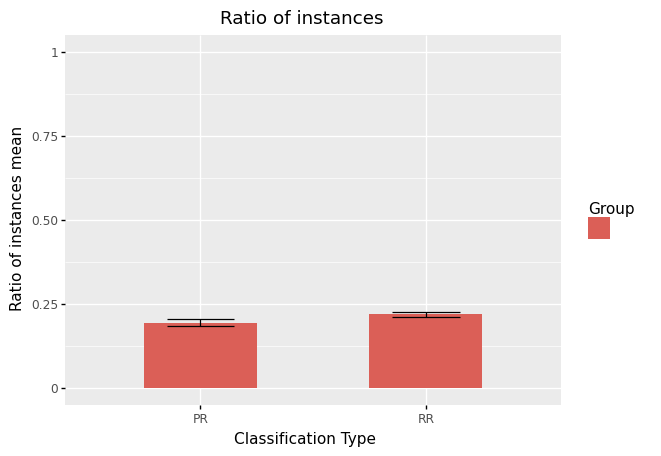 Ratio of instances
Ratio of instances mean
1
0.75
0.50
0.25
0
PR
RR
Classification Type
Group